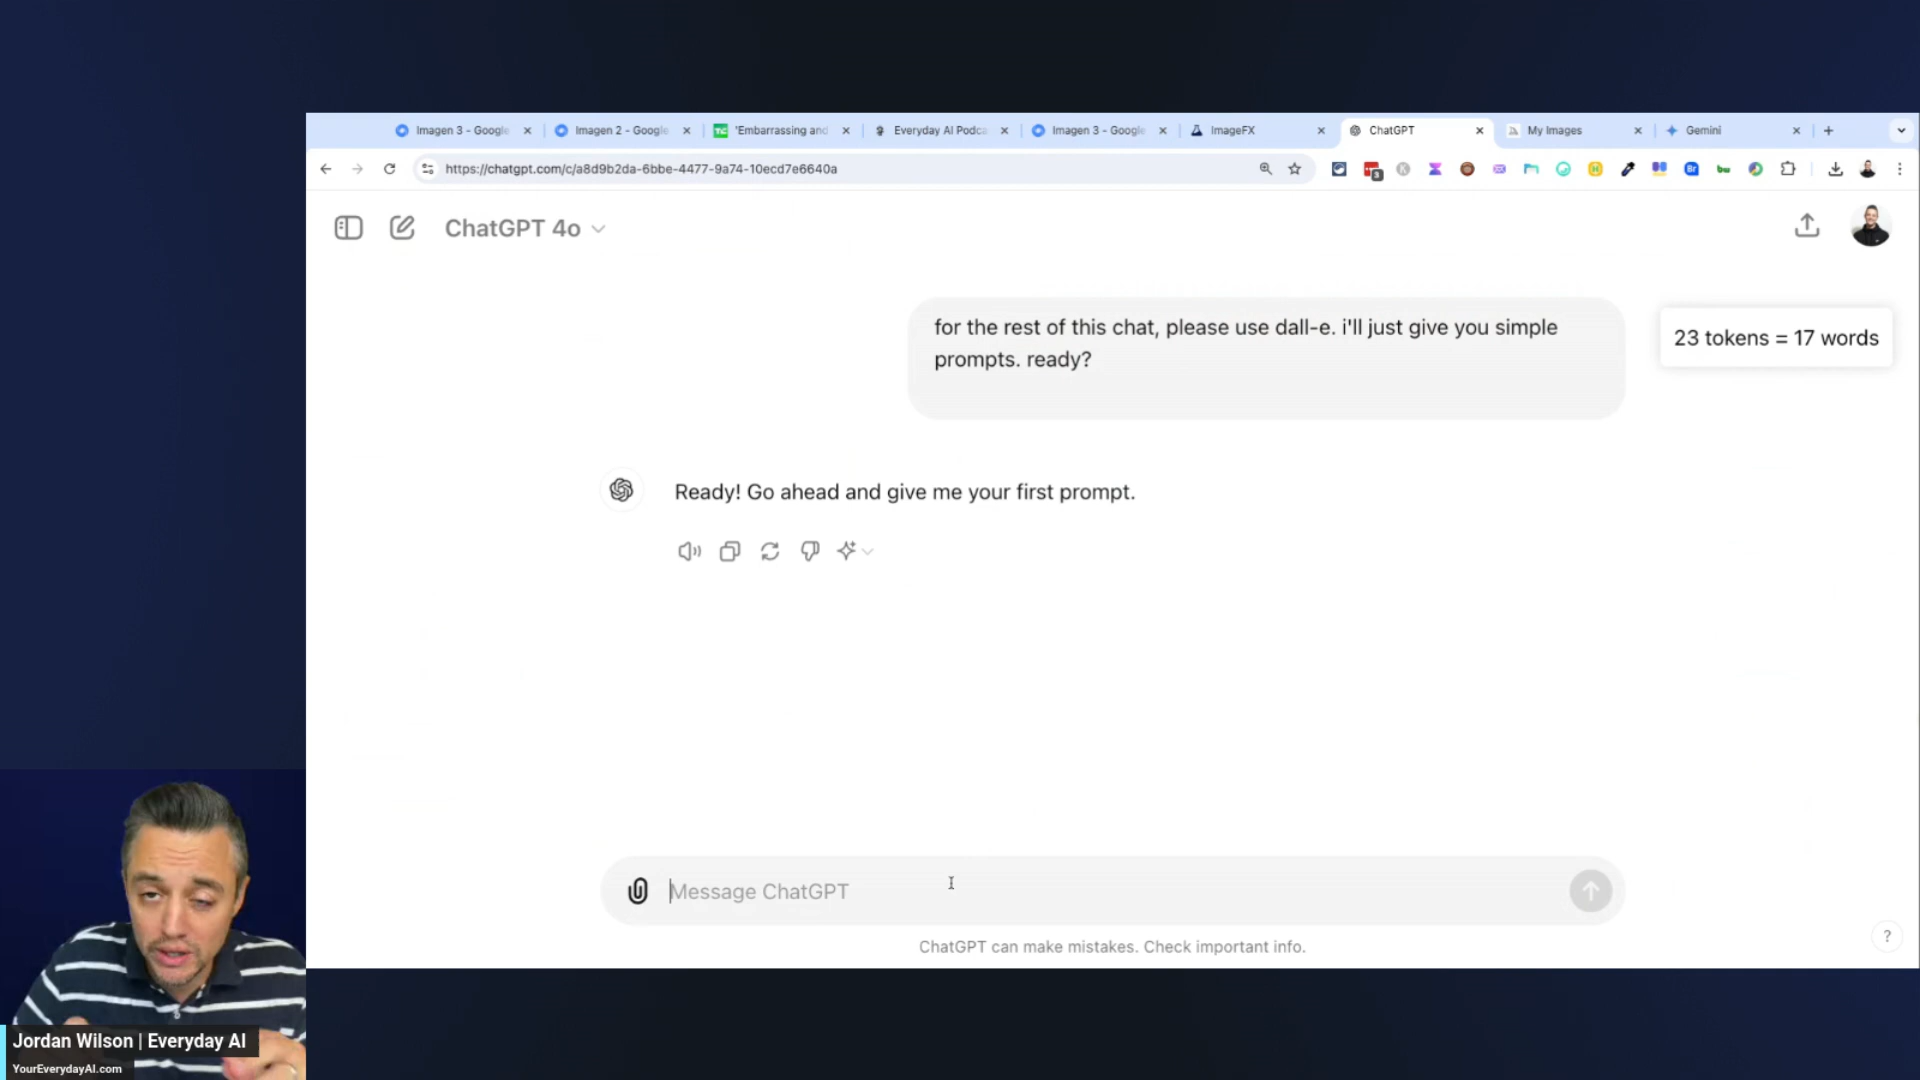 Imagen 3 - Google
Imagen 2 - Google
'Embarrassing and
Everyday AI Podca
Imagen 3 - Google
ImageFX
ChatGPT
My Images
Gemini
https://chatgpt.com/c/a8d9b2da-6bbe-4477-9a74-10ecd7e6640a
ChatGPT 4o
for the rest of this chat, please use dall-e. i'll just give you simple
prompts. ready?
23 tokens = 17 words
Ready! Go ahead and give me your first prompt.
Message ChatGPT
ChatGPT can make mistakes. Check important info.
?
Jordan Wilson | Everyday AI
YourEverydayAI.com